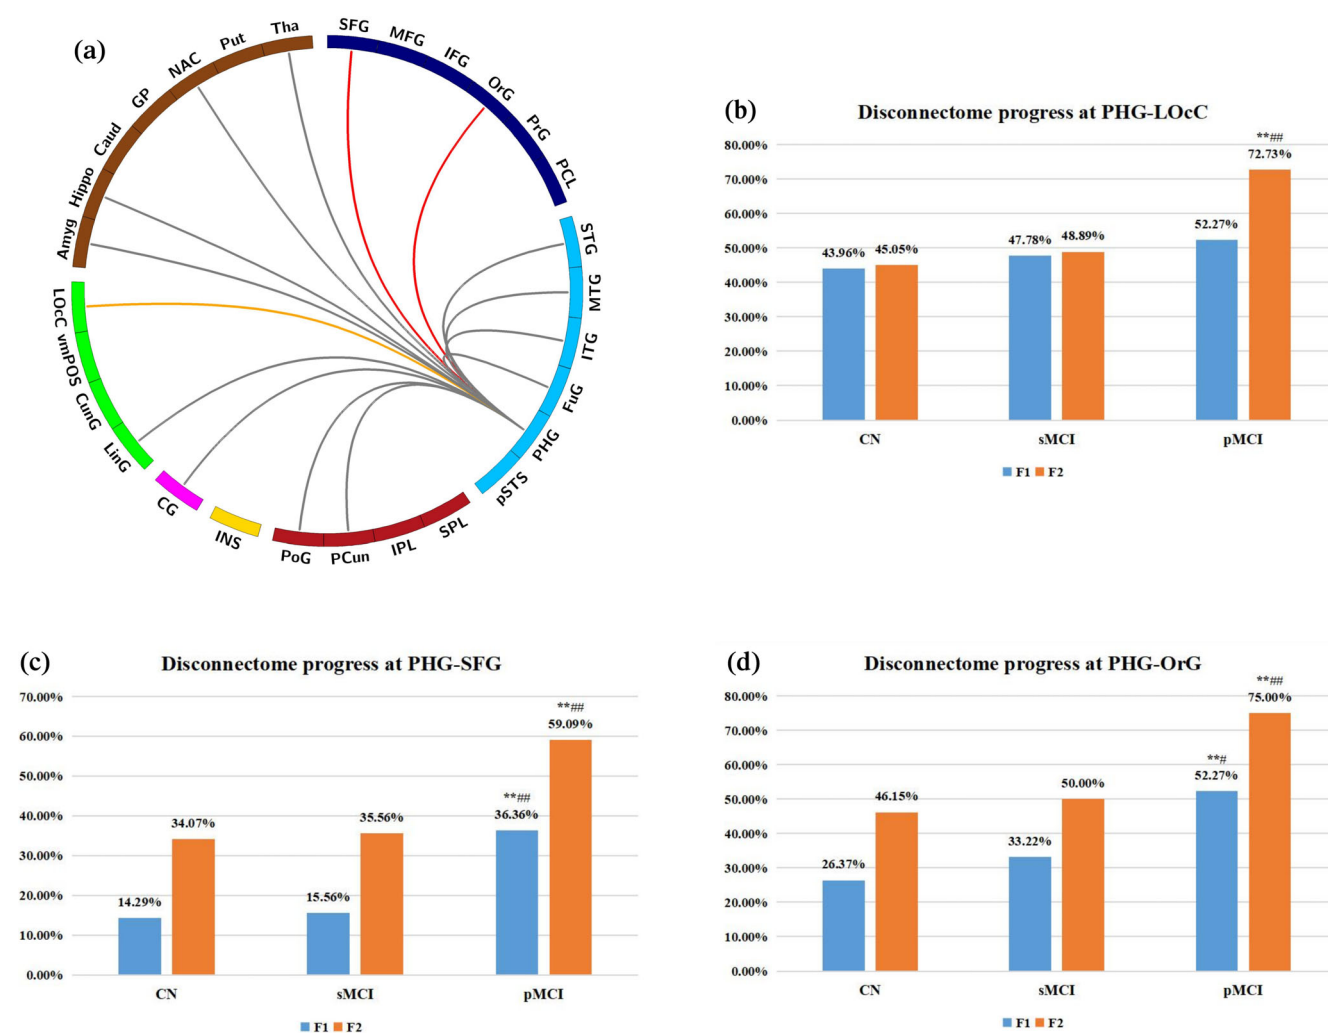 (a)
SFG
MFG
IFG
OrG
PrG
PCL
STG
MTG
ITG
FuG
PHG
pSTS
SPL
IPL
PCun
PoG
INS
CG
LinG
CunG
vmPOS
LOcC
Amyg
Hippo
Caud
GP
NAC
Put
Tha
(b)
Disconnectome progress at PHG-LOcC
80.00%
70.00%
60.00%
50.00%
40.00%
30.00%
20.00%
10.00%
0.00%
43.96%
45.05%
47.78%
48.89%
52.27%
**##
72.73%
CN
sMCI
pMCI
F1
F2
(c)
Disconnectome progress at PHG-SFG
70.00%
60.00%
50.00%
40.00%
30.00%
20.00%
10.00%
0.00%
14.29%
34.07%
15.56%
35.56%
**##
36.36%
**##
59.09%
CN
sMCI
pMCI
F1
F2
(d)
Disconnectome progress at PHG-OrG
80.00%
70.00%
60.00%
50.00%
40.00%
30.00%
20.00%
10.00%
0.00%
26.37%
46.15%
33.22%
50.00%
**#
52.27%
**##
75.00%
CN
sMCI
pMCI
F1
F2